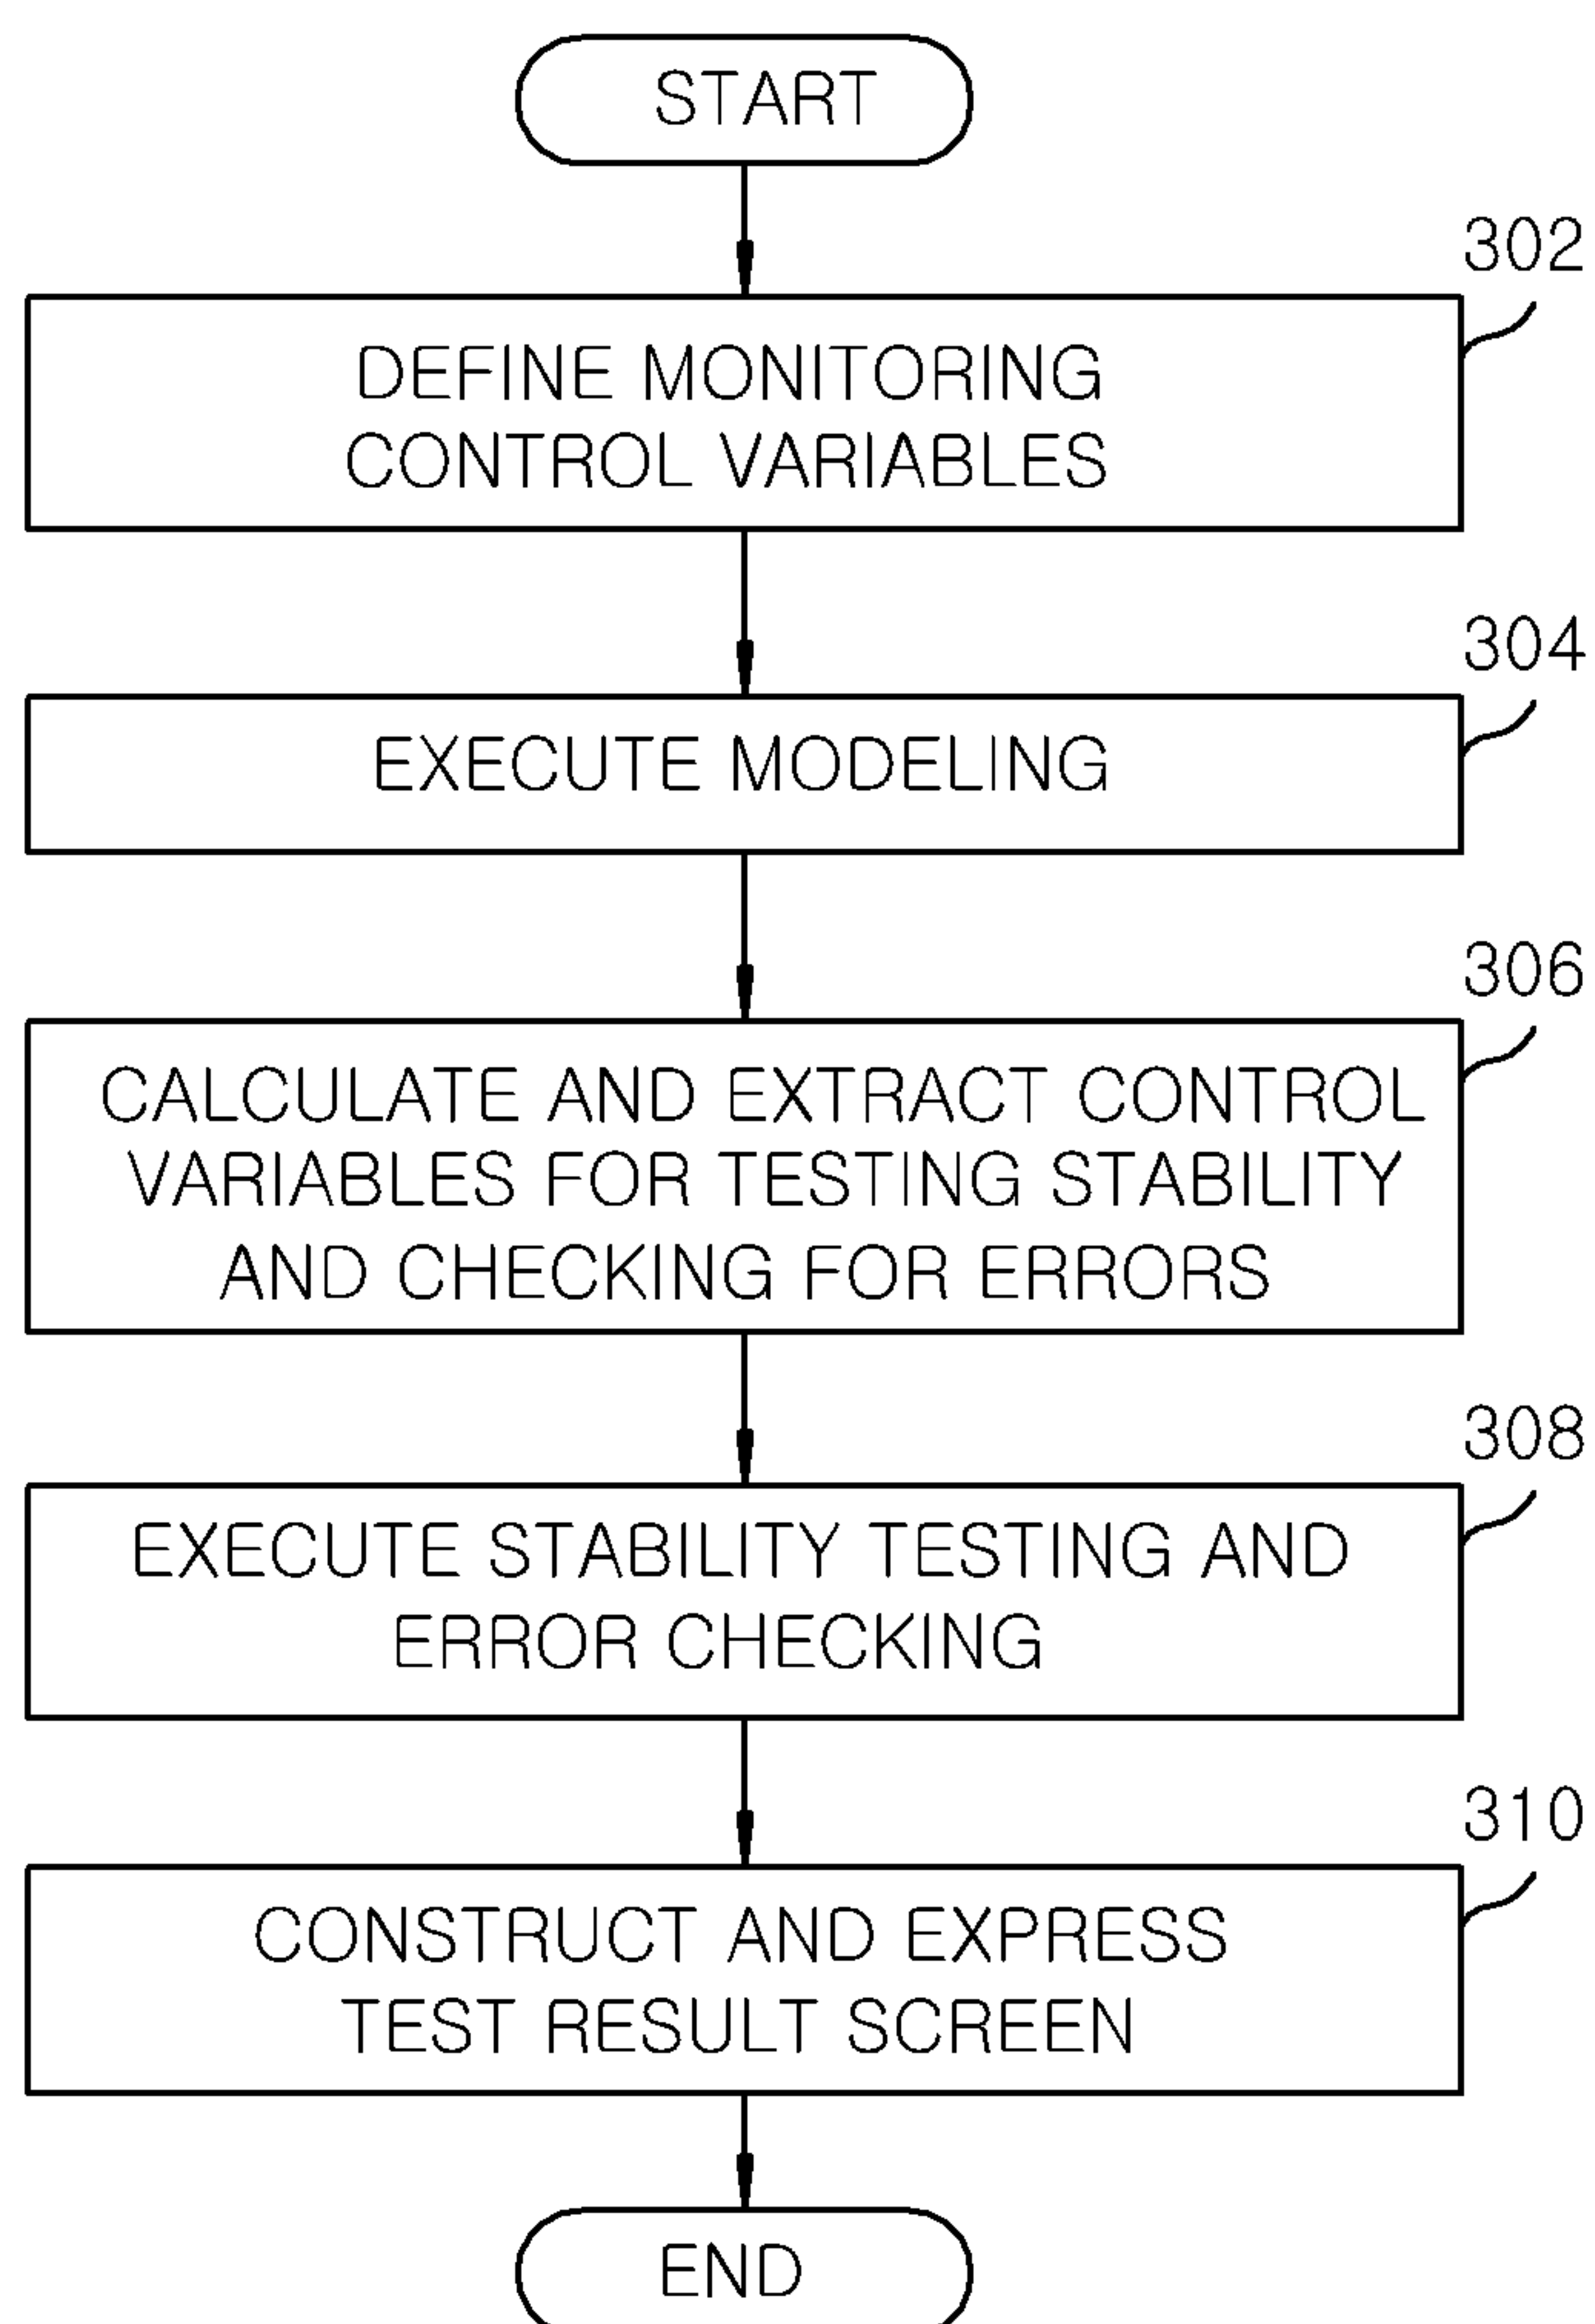 START
302
DEFINE MONITORING
CONTROL VARIABLES
304
EXECUTE MODELING
306
CALCULATE AND EXTRACT CONTROL
VARIABLES FOR TESTING STABILITY
AND CHECKING FOR ERRORS
308
EXECUTE STABILITY TESTING AND
ERROR CHECKING
310
CONSTRUCT AND EXPRESS
TEST RESULT SCREEN
END